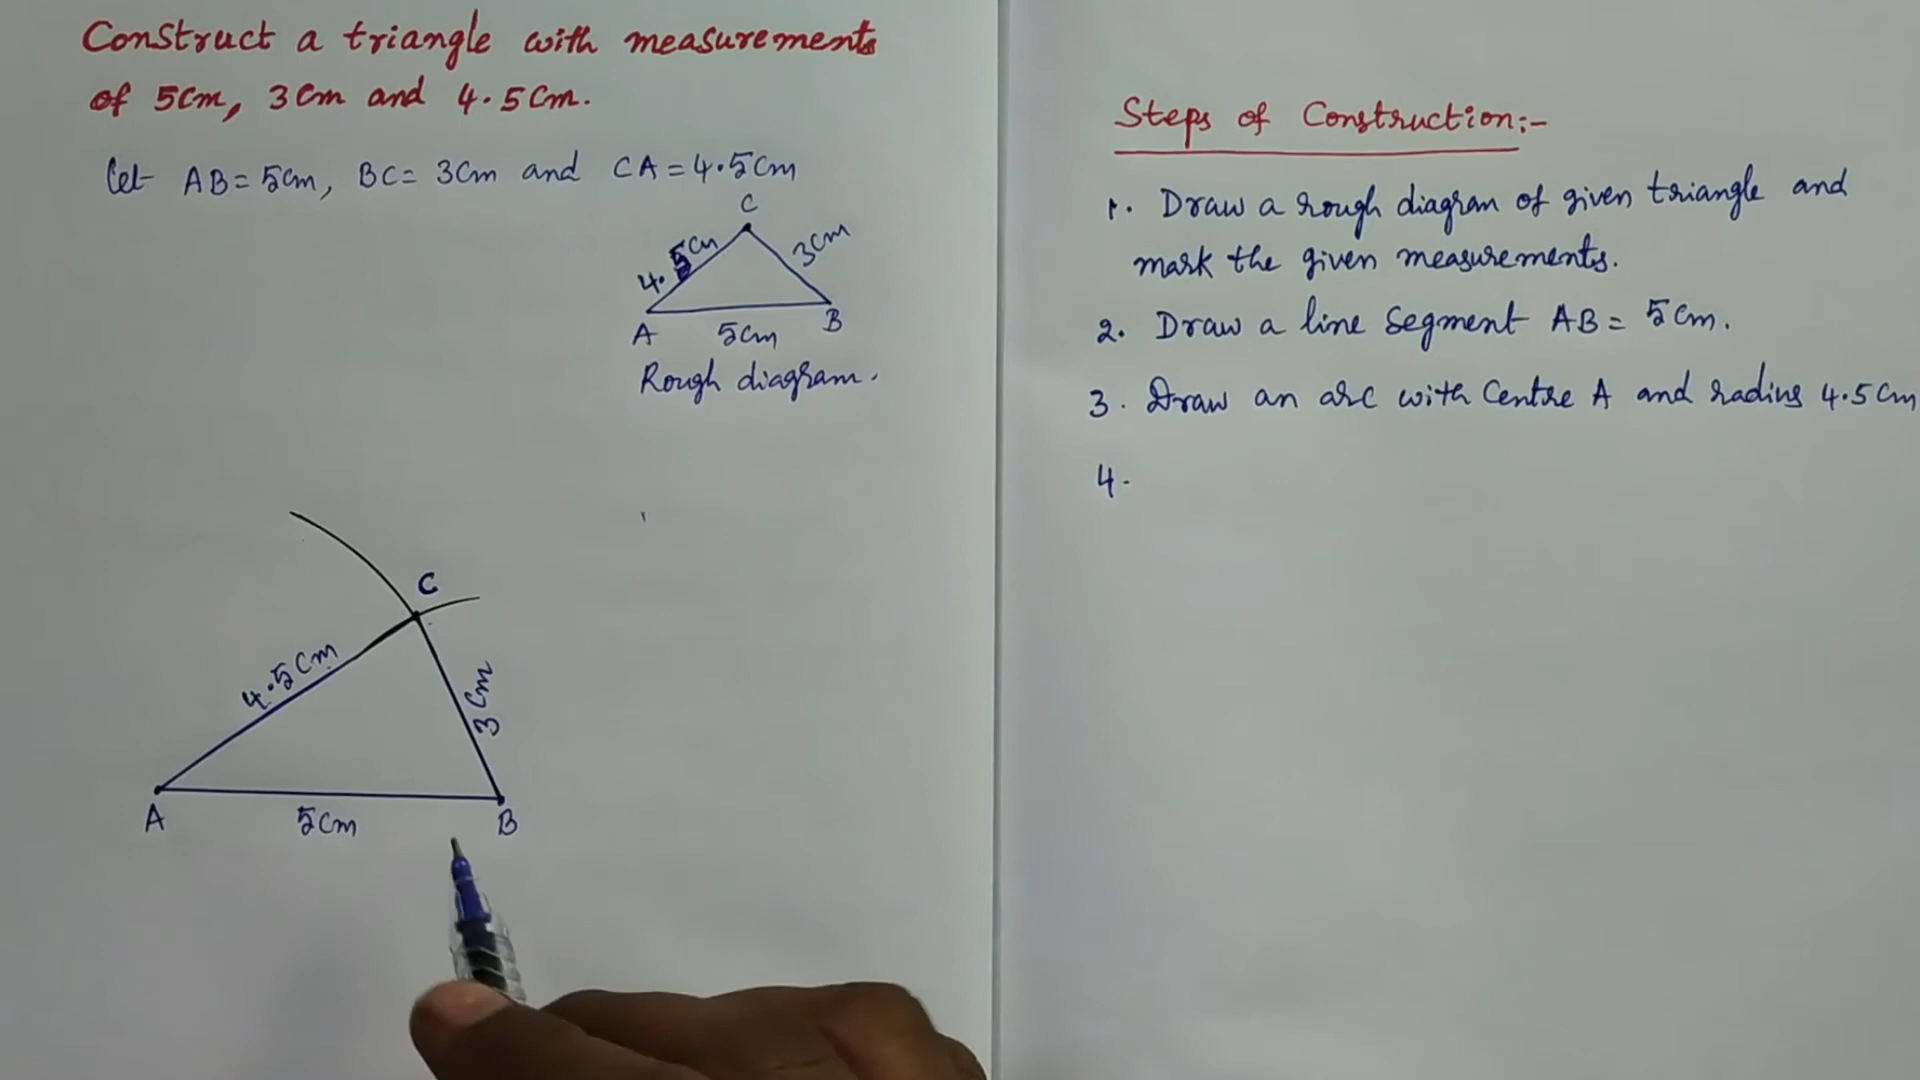 Construct a triangle with measurements
of 5cm, 3cm and 4.5cm.
Let AB = 5cm, BC = 3cm and CA = 4.5cm
C
4.5cm
3cm
A
5cm
B
Rough diagram.
C
4.5cm
3cm
A
5cm
B
Steps of Construction:-
1. Draw a rough diagram of given triangle and
mark the given measurements.
2. Draw a line segment AB = 5cm.
3. Draw an arc with Centre A and radius 4.5cm
4.